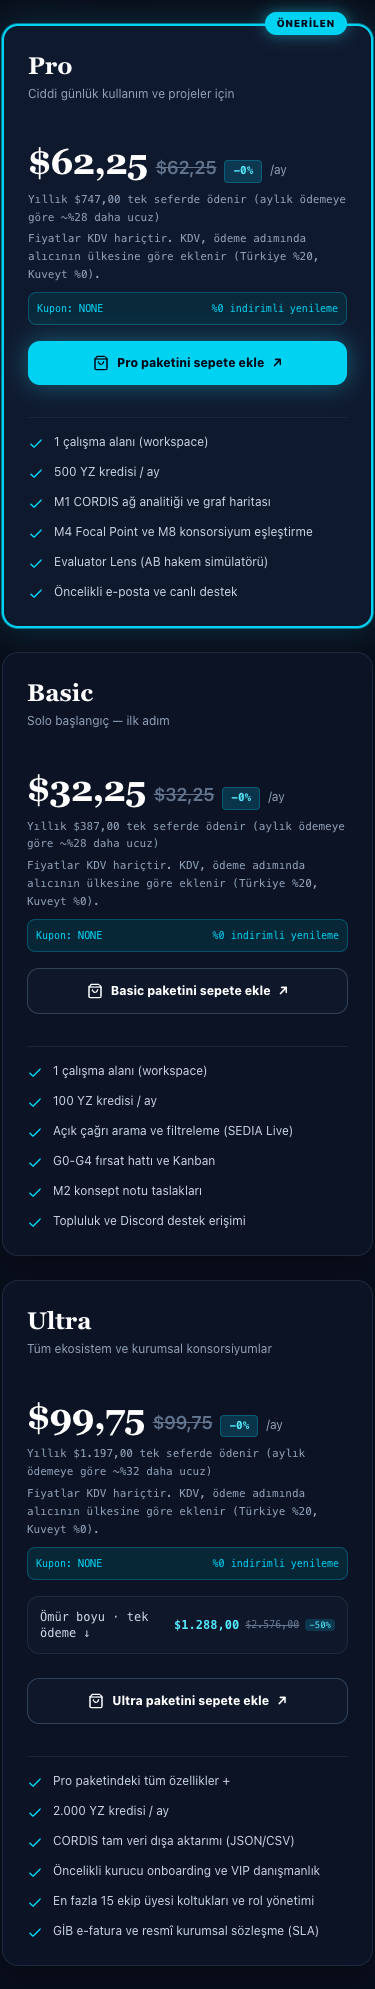 ÖNERİLEN
Pro
Ciddi günlük kullanım ve projeler için
$62,25 $62,25 −0% /ay
Yıllık $747,00 tek seferde ödenir (aylık ödemeye
göre ~%28 daha ucuz)
Fiyatlar KDV hariçtir. KDV, ödeme adımında
alıcının ülkesine göre eklenir (Türkiye %20,
Kuveyt %0).
Kupon: NONE %0 indirimli yenileme
Pro paketini sepete ekle ↗
1 çalışma alanı (workspace)
500 YZ kredisi / ay
M1 CORDIS ağ analitiği ve graf haritası
M4 Focal Point ve M8 konsorsiyum eşleştirme
Evaluator Lens (AB hakem simülatörü)
Öncelikli e-posta ve canlı destek
Basic
Solo başlangıç — ilk adım
$32,25 $32,25 −0% /ay
Yıllık $387,00 tek seferde ödenir (aylık ödemeye
göre ~%28 daha ucuz)
Fiyatlar KDV hariçtir. KDV, ödeme adımında
alıcının ülkesine göre eklenir (Türkiye %20,
Kuveyt %0).
Kupon: NONE %0 indirimli yenileme
Basic paketini sepete ekle ↗
1 çalışma alanı (workspace)
100 YZ kredisi / ay
Açık çağrı arama ve filtreleme (SEDIA Live)
G0-G4 fırsat hattı ve Kanban
M2 konsept notu taslakları
Topluluk ve Discord destek erişimi
Ultra
Tüm ekosistem ve kurumsal konsorsiyumlar
$99,75 $99,75 −0% /ay
Yıllık $1.197,00 tek seferde ödenir (aylık
ödemeye göre ~%32 daha ucuz)
Fiyatlar KDV hariçtir. KDV, ödeme adımında
alıcının ülkesine göre eklenir (Türkiye %20,
Kuveyt %0).
Kupon: NONE %0 indirimli yenileme
Ömür boyu · tek
ödeme ↓
$1.288,00 $2.576,00 −50%
Ultra paketini sepete ekle ↗
Pro paketindeki tüm özellikler +
2.000 YZ kredisi / ay
CORDIS tam veri dışa aktarımı (JSON/CSV)
Öncelikli kurucu onboarding ve VIP danışmanlık
En fazla 15 ekip üyesi koltukları ve rol yönetimi
GİB e-fatura ve resmî kurumsal sözleşme (SLA)